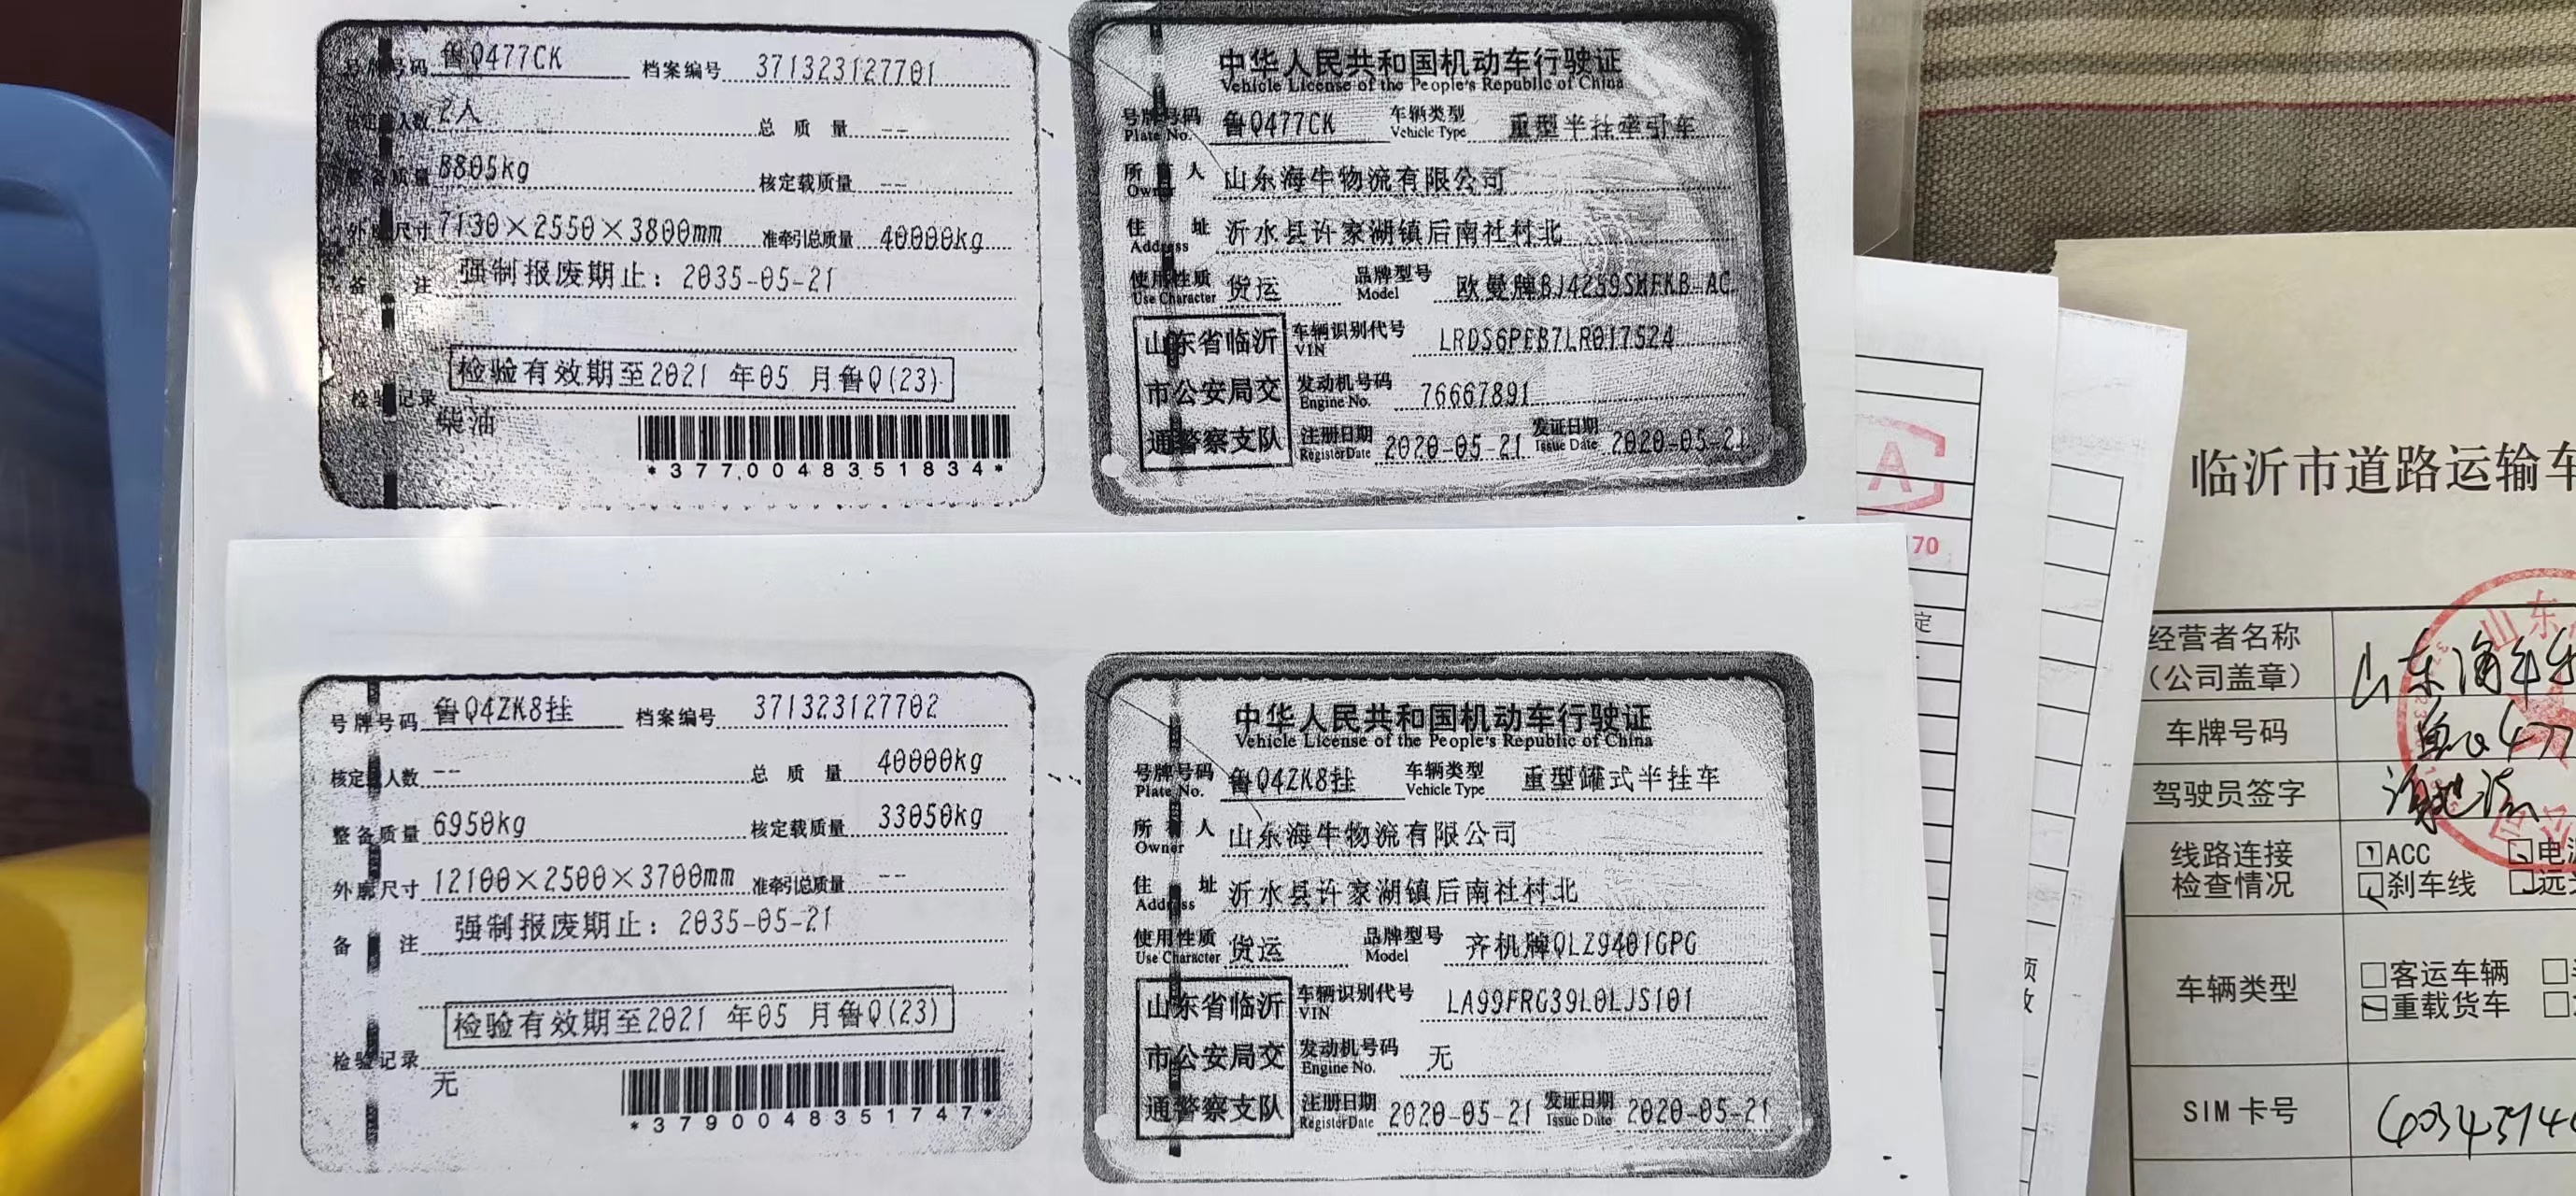 号牌号码 鲁Q477CK 档案编号 371323127701
核定载人数 2人 总质量 --
整备质量 8805kg 核定载质量 --
外廓尺寸 7130×2550×3800mm 准牵引总质量 40000kg
备注 强制报废期止：2035-05-21
检验有效期至2021年05月鲁Q(23)
检验记录
柴油
*3770048351834*
中华人民共和国机动车行驶证
Vehicle License of the People's Republic of China
号牌号码 鲁Q477CK 车辆类型 重型半挂牵引车
Plate No. Vehicle Type
所有人 山东海牛物流有限公司
Owner
住址 沂水县许家湖镇后南社村北
Address
使用性质 货运 品牌型号 欧曼牌BJ4259SMFKB-AC
Use Character Model
山东省临沂 车辆识别代号 LRDS6PEB7LR017524
VIN
市公安局交 发动机号码 76667891
Engine No.
通警察支队 注册日期 2020-05-21 发证日期 2020-05-21
Register Date Issue Date
号牌号码 鲁Q4ZK8挂 档案编号 371323127702
核定载人数 -- 总质量 40000kg
整备质量 6950kg 核定载质量 33050kg
外廓尺寸 12100×2500×3700mm 准牵引总质量 --
备注 强制报废期止：2035-05-21
检验有效期至2021年05月鲁Q(23)
检验记录
无
*3790048351747*
中华人民共和国机动车行驶证
Vehicle License of the People's Republic of China
号牌号码 鲁Q4ZK8挂 车辆类型 重型罐式半挂车
Plate No. Vehicle Type
所有人 山东海牛物流有限公司
Owner
住址 沂水县许家湖镇后南社村北
Address
使用性质 货运 品牌型号 齐机牌QLZ9401GPG
Use Character Model
山东省临沂 车辆识别代号 LA99FRG39L0LJS101
VIN
市公安局交 发动机号码 无
Engine No.
通警察支队 注册日期 2020-05-21 发证日期 2020-05-21
Register Date Issue Date
A
70
定
临沂市道路运输车
经营者名称 山东海牛
（公司盖章）
车牌号码 鲁Q477
驾驶员签字
线路连接 ACC
检查情况 刹车线
车辆类型 客运车辆
重载货车
SIM卡号